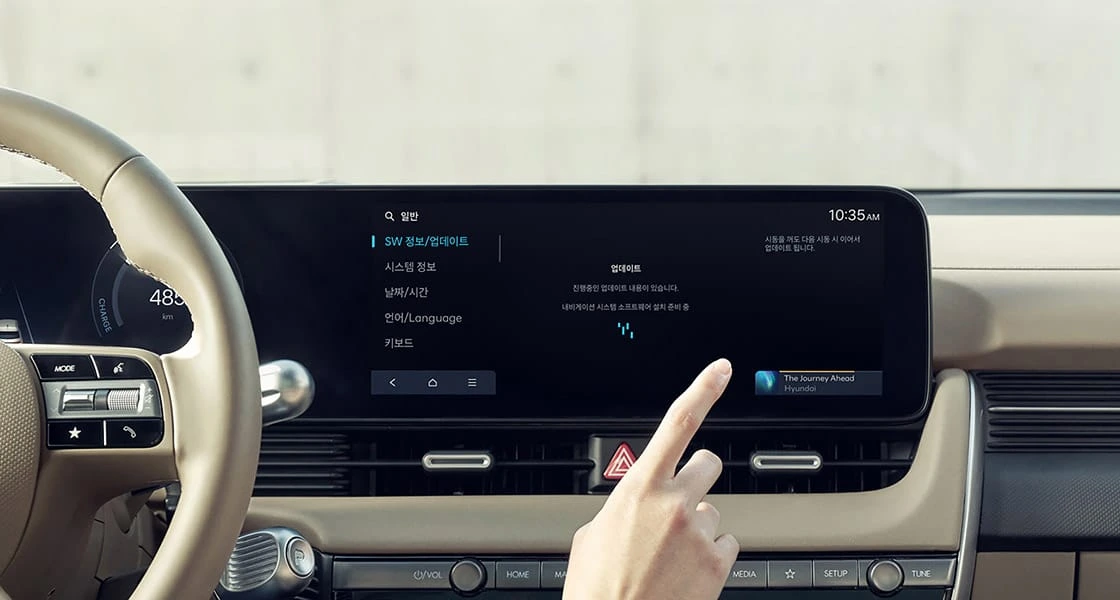 일반
10:35AM
SW 정보/업데이트
시동을 꺼도 다음 시동 시 이어서
업데이트 됩니다.
시스템 정보
업데이트
날짜/시간
진행중인 업데이트 내용이 있습니다.
내비게이션 시스템 소프트웨어 설치 준비 중
언어/Language
키보드
485
km
CHARGE
The Journey Ahead
Hyundai
MODE
P
⏻/VOL
HOME
MEDIA
SETUP
TUNE